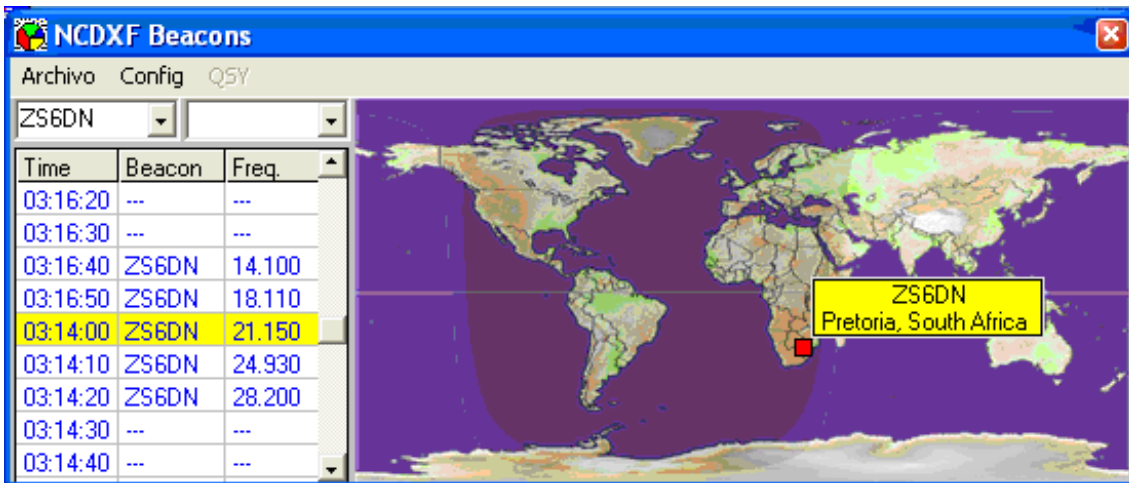 NCDXF Beacons
Archivo Config QSY
ZS6DN
Time Beacon Freq.
03:16:20 --- ---
03:16:30 --- ---
03:16:40 ZS6DN 14.100
03:16:50 ZS6DN 18.110
03:14:00 ZS6DN 21.150
03:14:10 ZS6DN 24.930
03:14:20 ZS6DN 28.200
03:14:30 --- ---
03:14:40 --- ---
ZS6DN
Pretoria, South Africa